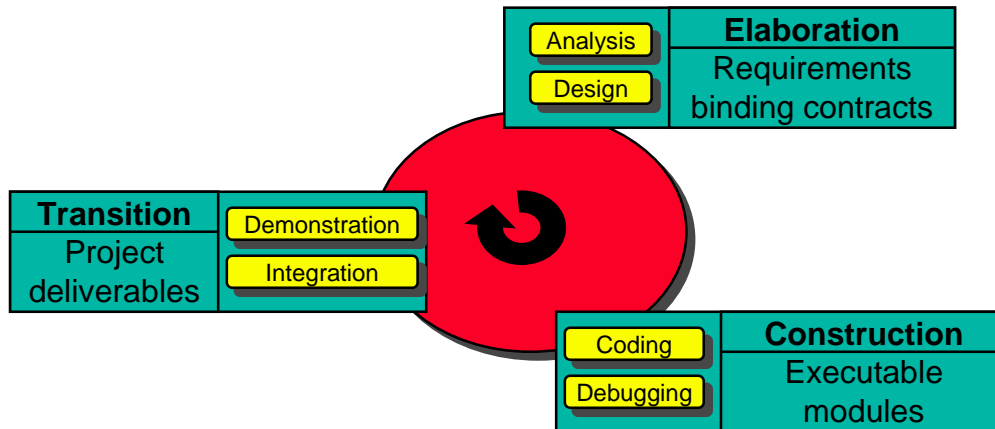 Analysis
Design
Elaboration
Requirements
binding contracts
Transition
Project
deliverables
Demonstration
Integration
Coding
Debugging
Construction
Executable
modules